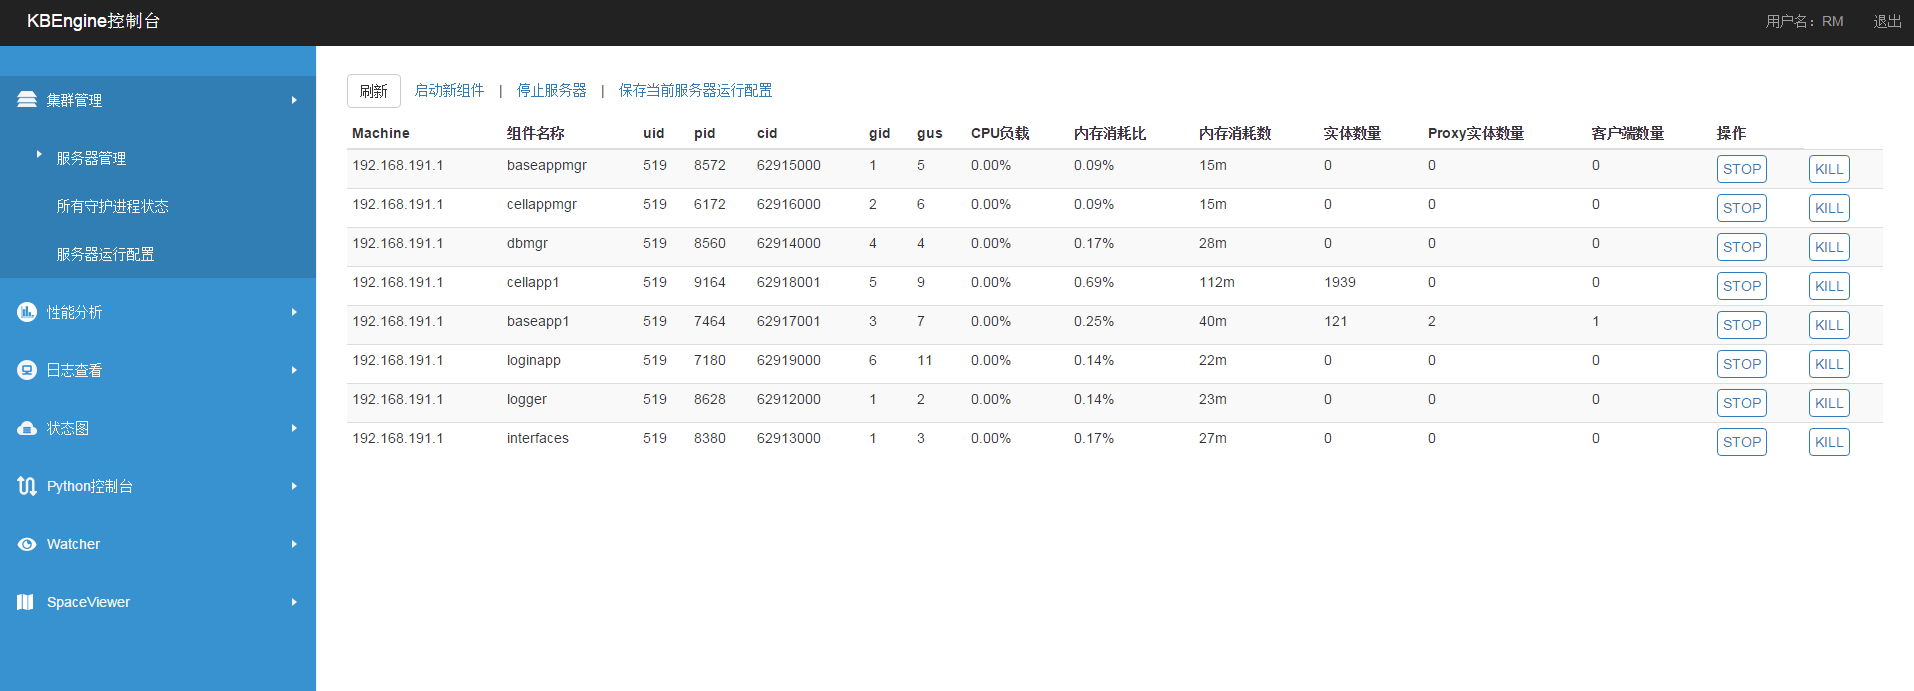 KBEngine控制台 用户名：RM 退出
集群管理
服务器管理
所有守护进程状态
服务器运行配置
性能分析
日志查看
状态图
Python控制台
Watcher
SpaceViewer
刷新 启动新组件 | 停止服务器 | 保存当前服务器运行配置
Machine 组件名称 uid pid cid gid gus CPU负载 内存消耗比 内存消耗数 实体数量 Proxy实体数量 客户端数量 操作
192.168.191.1 baseappmgr 519 8572 62915000 1 5 0.00% 0.09% 15m 0 0 0 STOP KILL
192.168.191.1 cellappmgr 519 6172 62916000 2 6 0.00% 0.09% 15m 0 0 0 STOP KILL
192.168.191.1 dbmgr 519 8560 62914000 4 4 0.00% 0.17% 28m 0 0 0 STOP KILL
192.168.191.1 cellapp1 519 9164 62918001 5 9 0.00% 0.69% 112m 1939 0 0 STOP KILL
192.168.191.1 baseapp1 519 7464 62917001 3 7 0.00% 0.25% 40m 121 2 1 STOP KILL
192.168.191.1 loginapp 519 7180 62919000 6 11 0.00% 0.14% 22m 0 0 0 STOP KILL
192.168.191.1 logger 519 8628 62912000 1 2 0.00% 0.14% 23m 0 0 0 STOP KILL
192.168.191.1 interfaces 519 8380 62913000 1 3 0.00% 0.17% 27m 0 0 0 STOP KILL